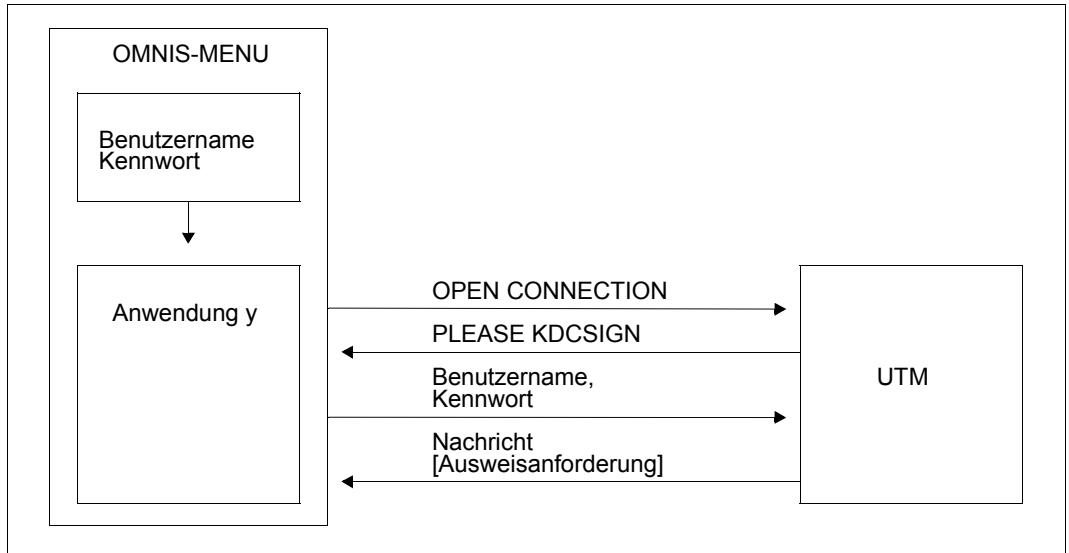 OMNIS-MENU
Benutzername
Kennwort
Anwendung y
OPEN CONNECTION
PLEASE KDCSIGN
Benutzername,
Kennwort
Nachricht
[Ausweisanforderung]
UTM